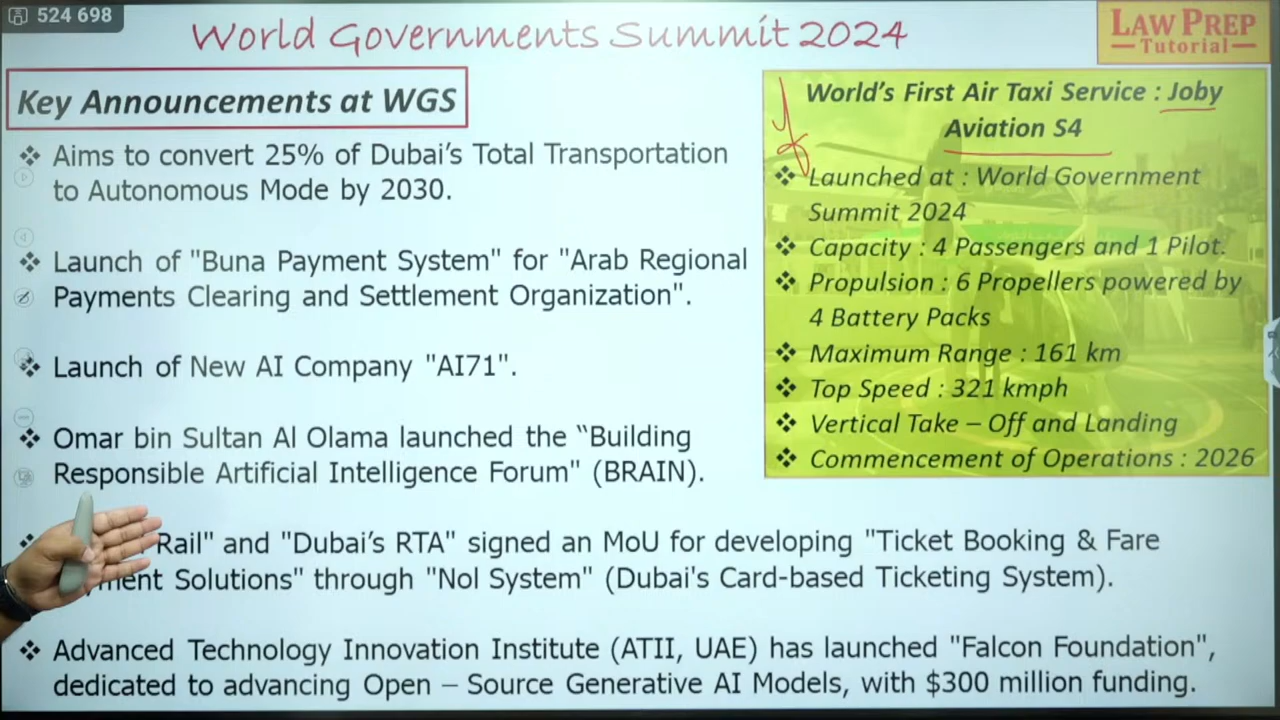 524 698
World Governments Summit 2024
LAW PREP
Tutorial
Key Announcements at WGS
❖ Aims to convert 25% of Dubai’s Total Transportation
to Autonomous Mode by 2030.
❖ Launch of "Buna Payment System" for "Arab Regional
Payments Clearing and Settlement Organization".
❖ Launch of New AI Company "AI71".
❖ Omar bin Sultan Al Olama launched the “Building
Responsible Artificial Intelligence Forum" (BRAIN).
Rail" and "Dubai’s RTA" signed an MoU for developing "Ticket Booking & Fare
Solutions" through "Nol System" (Dubai's Card-based Ticketing System).
❖ Advanced Technology Innovation Institute (ATII, UAE) has launched "Falcon Foundation",
dedicated to advancing Open – Source Generative AI Models, with $300 million funding.
World’s First Air Taxi Service : Joby
Aviation S4
❖ Launched at : World Government
Summit 2024
❖ Capacity : 4 Passengers and 1 Pilot.
❖ Propulsion : 6 Propellers powered by
4 Battery Packs
❖ Maximum Range : 161 km
❖ Top Speed : 321 kmph
❖ Vertical Take – Off and Landing
❖ Commencement of Operations : 2026